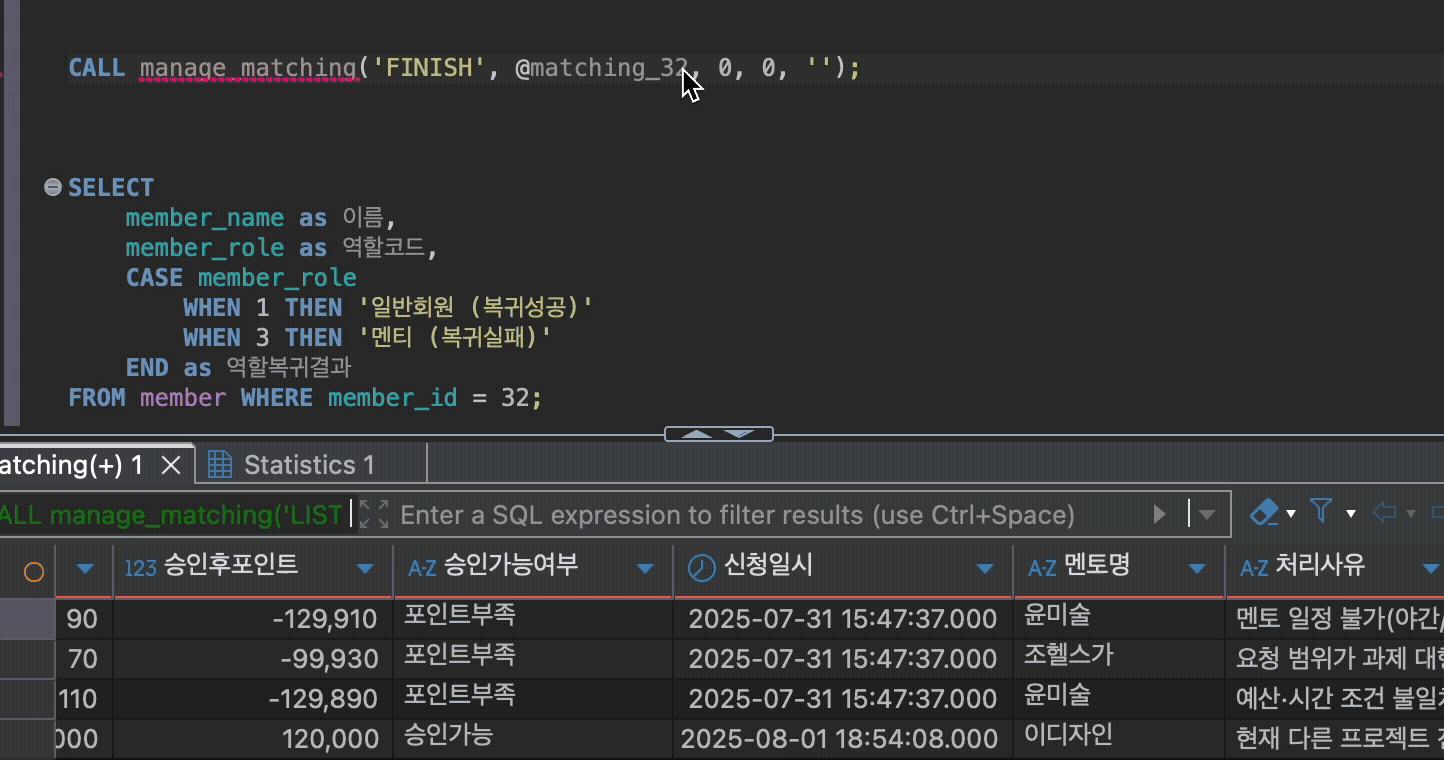 CALL manage_matching('FINISH', @matching_32, 0, 0, '');
SELECT
member_name as 이름,
member_role as 역할코드,
CASE member_role
WHEN 1 THEN '일반회원 (복귀성공)'
WHEN 3 THEN '멘티 (복귀실패)'
END as 역할복귀결과
FROM member WHERE member_id = 32;
atching(+) 1 Statistics 1
ALL manage_matching('LIST Enter a SQL expression to filter results (use Ctrl+Space)
123 승인후포인트 A-Z 승인가능여부 신청일시 A-Z 멘토명 A-Z 처리사유
90 -129,910 포인트부족 2025-07-31 15:47:37.000 윤미술 멘토 일정 불가(야간/
70 -99,930 포인트부족 2025-07-31 15:47:37.000 조헬스가 요청 범위가 과제 대
110 -129,890 포인트부족 2025-07-31 15:47:37.000 윤미술 예산·시간 조건 불일
000 120,000 승인가능 2025-08-01 18:54:08.000 이디자인 현재 다른 프로젝트